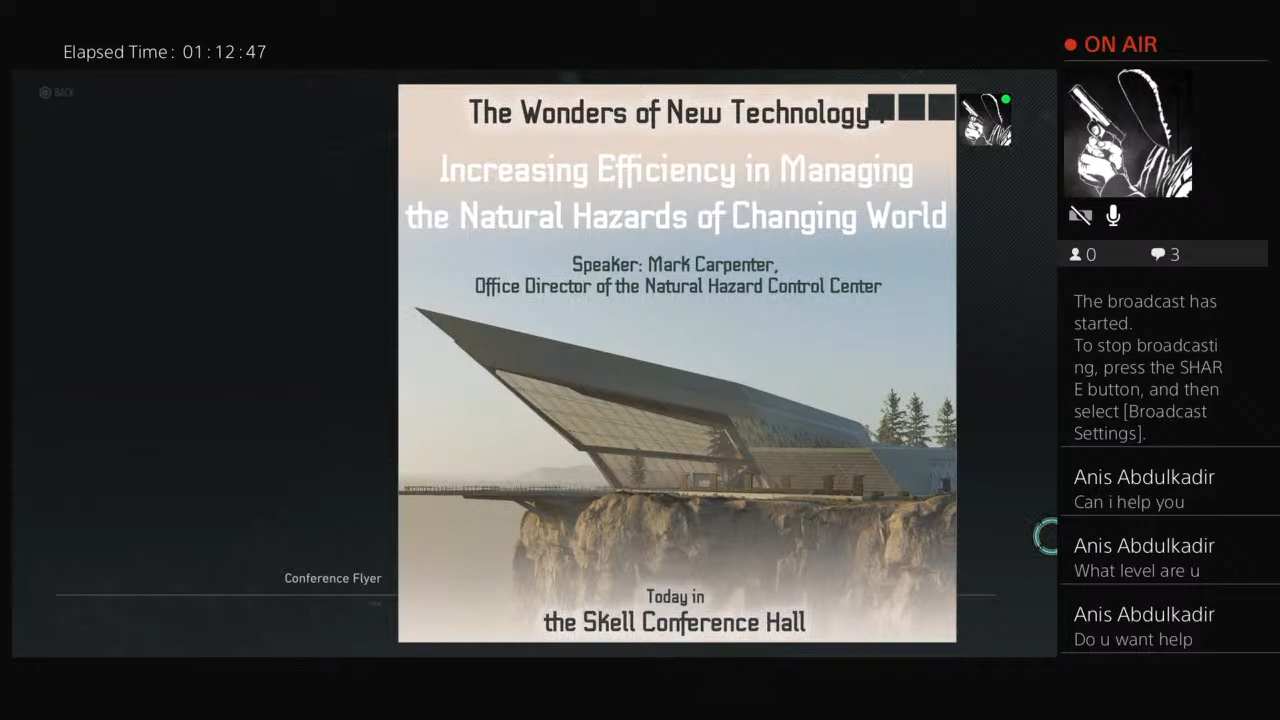 Elapsed Time: 01:12:47
ON AIR
BACK
The Wonders of New Technology
Increasing Efficiency in Managing
the Natural Hazards of Changing World
Speaker: Mark Carpenter,
Office Director of the Natural Hazard Control Center
Conference Flyer
Today in
the Skell Conference Hall
0
3
The broadcast has
started.
To stop broadcasti
ng, press the SHAR
E button, and then
select [Broadcast
Settings].
Anis Abdulkadir
Can i help you
Anis Abdulkadir
What level are u
Anis Abdulkadir
Do u want help